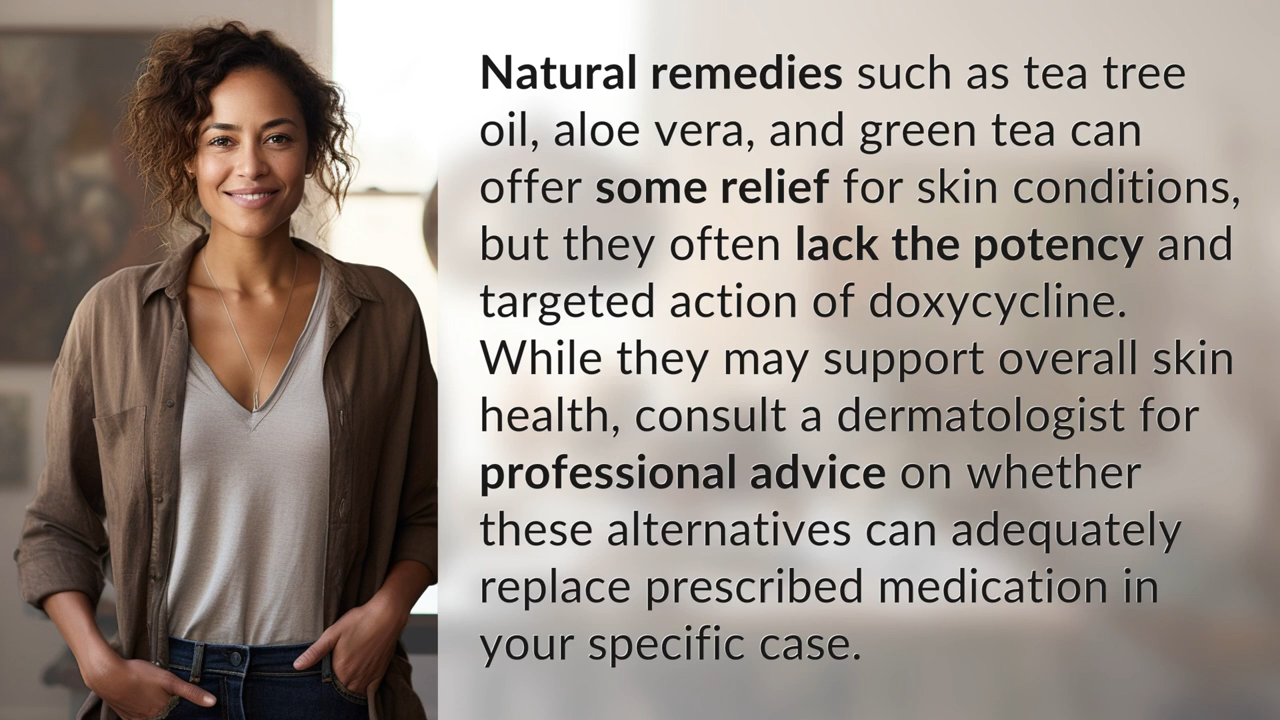 Natural remedies such as tea tree
oil, aloe vera, and green tea can
offer some relief for skin conditions,
but they often lack the potency and
targeted action of doxycycline.
While they may support overall skin
health, consult a dermatologist for
professional advice on whether
these alternatives can adequately
replace prescribed medication in
your specific case.